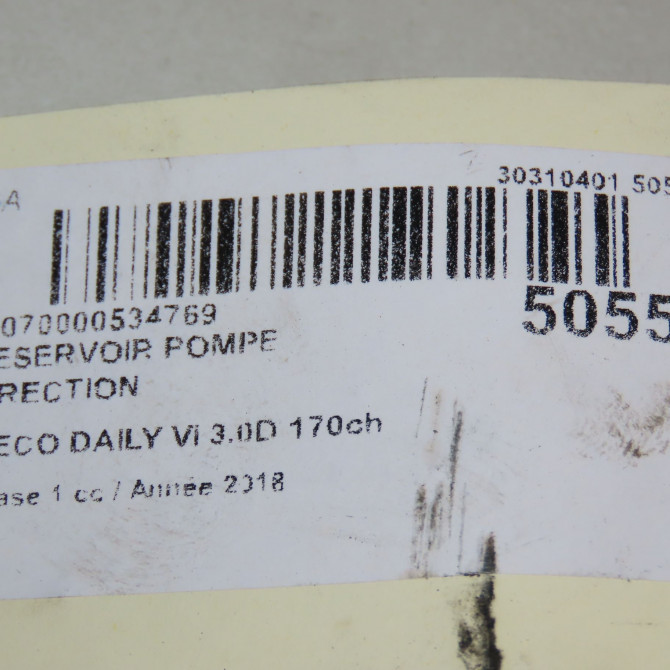 A
30310401 505
070000534769
5055
ESERVOIR POMPE
RECTION
ECO DAILY Vi 3.0D 170ch
ase 1 cc / Année 2018